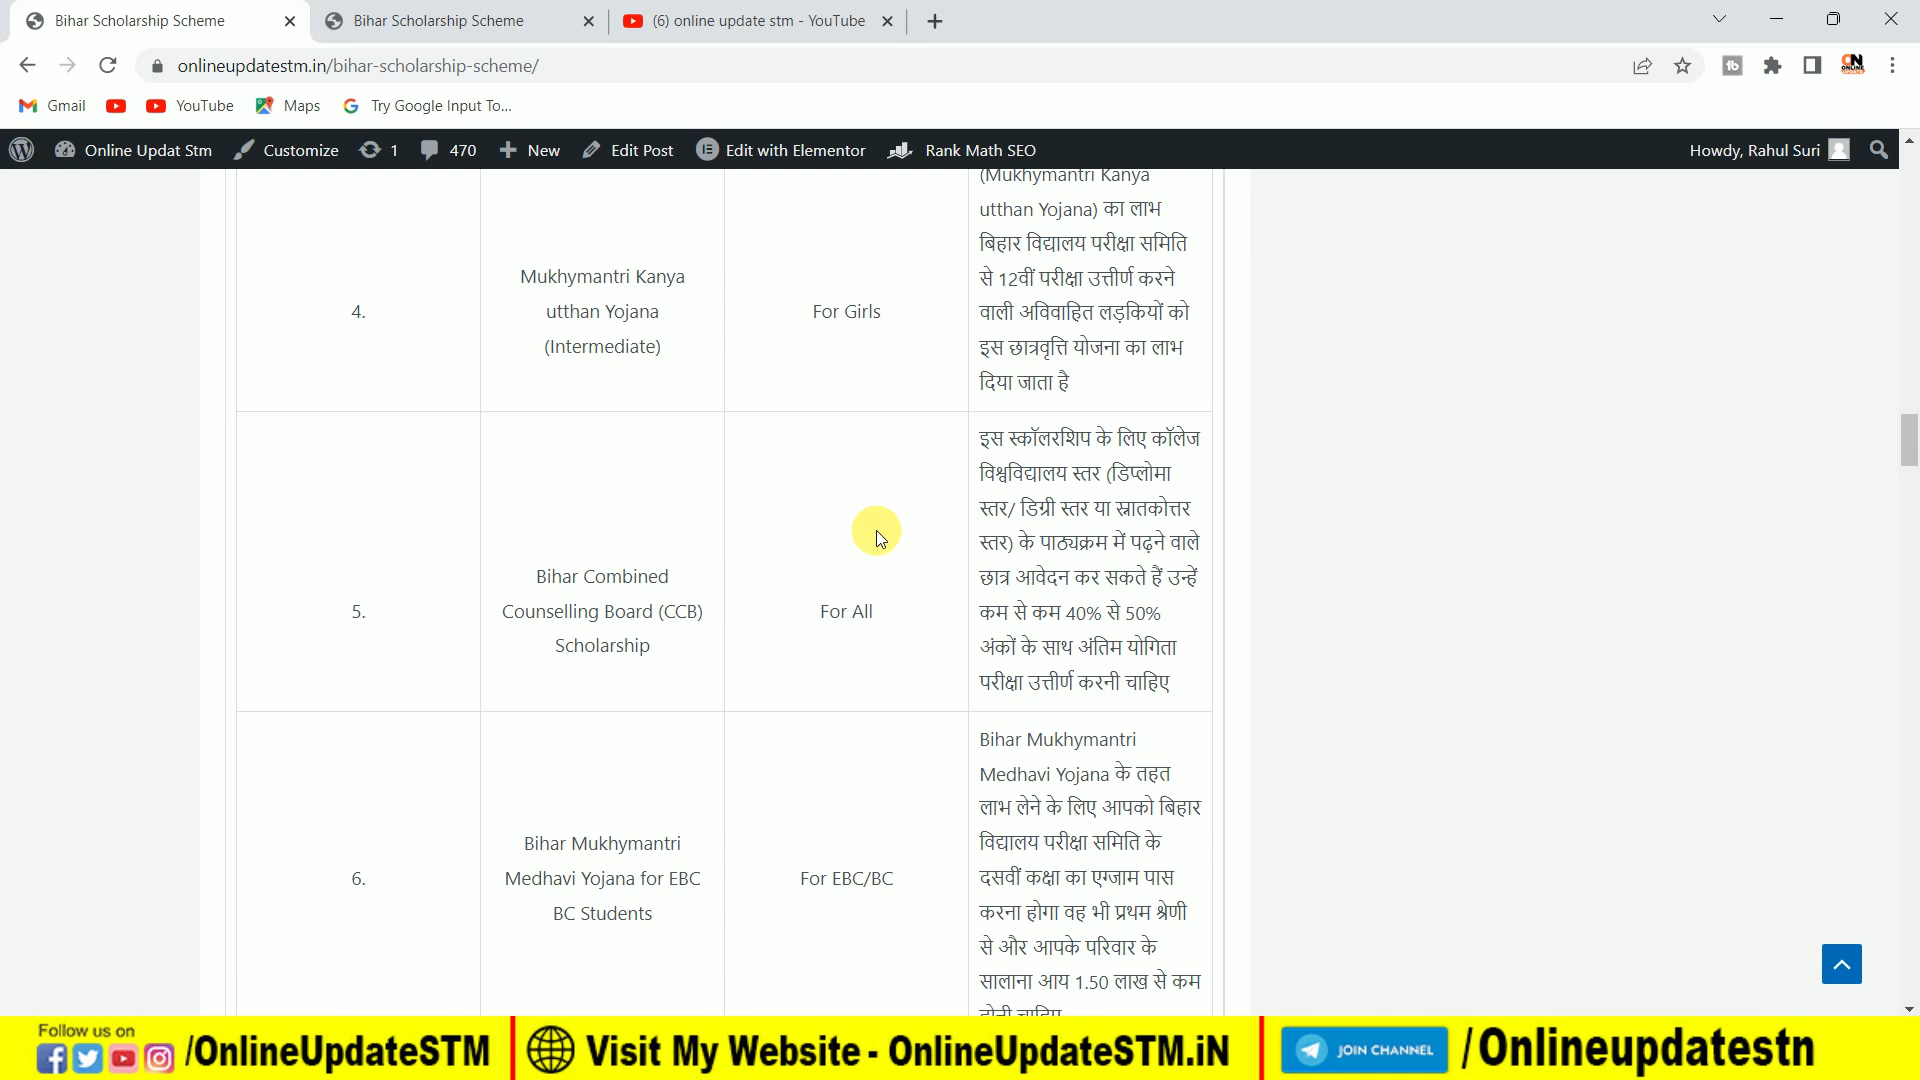 Bihar Scholarship Scheme
Bihar Scholarship Scheme
(6) online update stm - YouTube
onlineupdatestm.in/bihar-scholarship-scheme/
Gmail
YouTube
Maps
Try Google Input To...
Online Updat Stm
Customize
1
470
New
Edit Post
Edit with Elementor
Rank Math SEO
Howdy, Rahul Suri
4.
Mukhymantri Kanya
utthan Yojana
(Intermediate)
For Girls
(Mukhymantri Kanya
utthan Yojana) का लाभ
बिहार विद्यालय परीक्षा समिति
से 12वीं परीक्षा उत्तीर्ण करने
वाली अविवाहित लड़कियों को
इस छात्रवृत्ति योजना का लाभ
दिया जाता है
5.
Bihar Combined
Counselling Board (CCB)
Scholarship
For All
इस स्कॉलरशिप के लिए कॉलेज
विश्वविद्यालय स्तर (डिप्लोमा
स्तर/ डिग्री स्तर या स्नातकोत्तर
स्तर) के पाठ्यक्रम में पढ़ने वाले
छात्र आवेदन कर सकते हैं उन्हें
कम से कम 40% से 50%
अंकों के साथ अंतिम योगिता
परीक्षा उत्तीर्ण करनी चाहिए
6.
Bihar Mukhymantri
Medhavi Yojana for EBC
BC Students
For EBC/BC
Bihar Mukhymantri
Medhavi Yojana के तहत
लाभ लेने के लिए आपको बिहार
विद्यालय परीक्षा समिति के
दसवीं कक्षा का एग्जाम पास
करना होगा वह भी प्रथम श्रेणी
से और आपके परिवार के
सालाना आय 1.50 लाख से कम
होनी चाहिए
Follow us on
/OnlineUpdateSTM
Visit My Website - OnlineUpdateSTM.iN
JOIN CHANNEL
/Onlineupdatestn